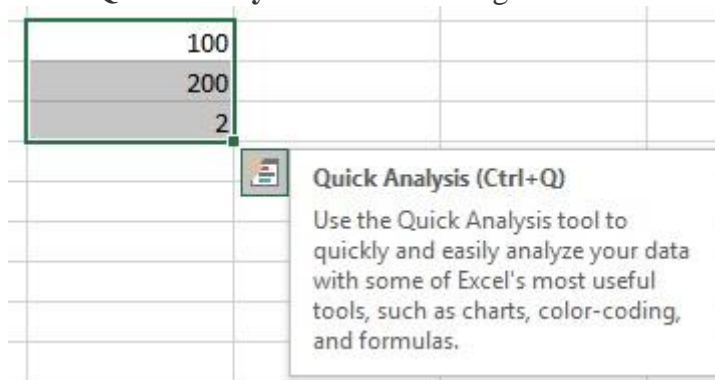 100
200
2
Quick Analysis (Ctrl+Q)
Use the Quick Analysis tool to
quickly and easily analyze your data
with some of Excel's most useful
tools, such as charts, color-coding,
and formulas.